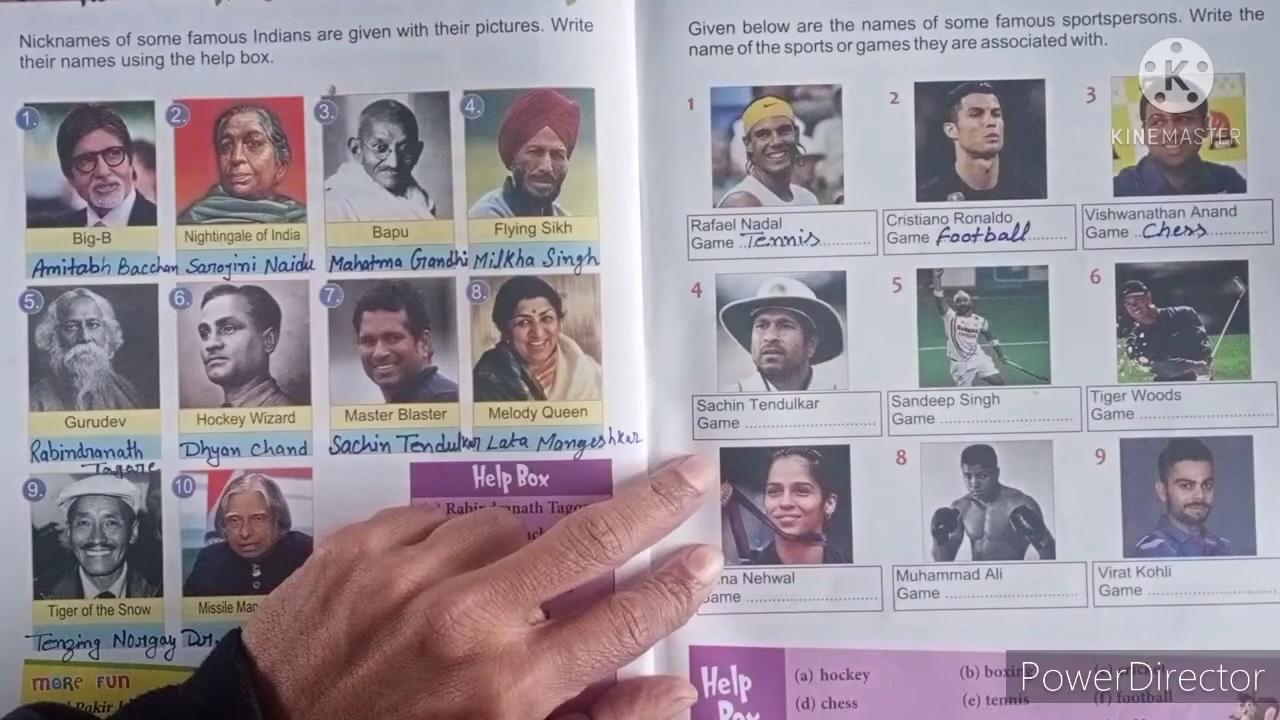 Nicknames of some famous Indians are given with their pictures. Write
their names using the help box.
1. 2. 3. 4.
Big-B Nightingale of India Bapu Flying Sikh
Amitabh Bacchan Sarojini Naidu Mahatma Gandhi Milkha Singh
5. 6. 7. 8.
Gurudev Hockey Wizard Master Blaster Melody Queen
Rabindranath Tagore Dhyan Chand Sachin Tendulkar Lata Mangeshkar
9. 10
Tiger of the Snow Missile Man
Tenzing Norgay Dr.
Help Box
MORE FUN
Given below are the names of some famous sportspersons. Write the
name of the sports or games they are associated with.
1 2 3
Rafael Nadal Cristiano Ronaldo Vishwanathan Anand
Game Tennis Game football Game Chess
4 5 6
Sachin Tendulkar Sandeep Singh Tiger Woods
Game Game Game
8 9
Nehwal Muhammad Ali Virat Kohli
Game Game
Help
(a) hockey (b) boxing
(d) chess (e) tennis (f) football
KINEMASTER
PowerDirector